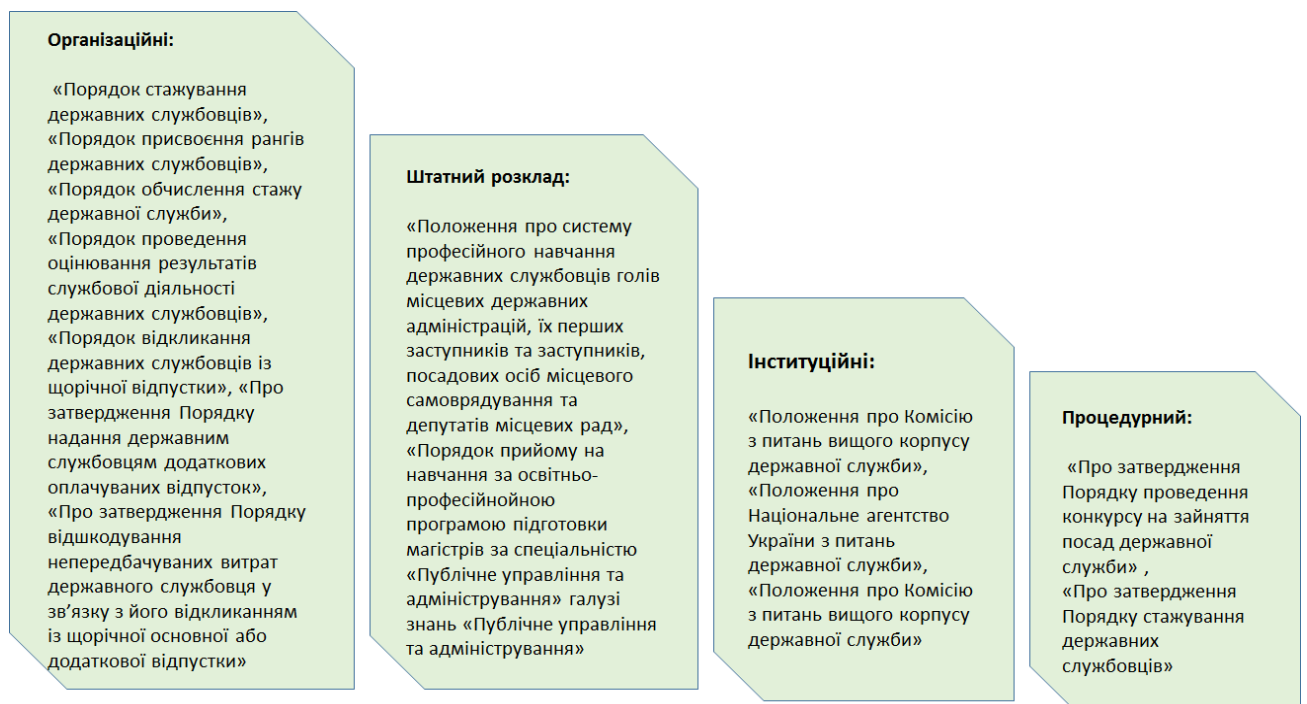 Організаційні:
«Порядок стажування
державних службовців»,
«Порядок присвоєння рангів
державних службовців»,
«Порядок обчислення стажу
державної служби»,
«Порядок проведення
оцінювання результатів
службової діяльності
державних службовців»,
«Порядок відкликання
державних службовців із
щорічної відпустки», «Про
затвердження Порядку
надання державним
службовцям додаткових
оплачуваних відпусток»,
«Про затвердження Порядку
відшкодування
непередбачуваних витрат
державного службовця у
зв’язку з його відкликанням
із щорічної основної або
додаткової відпустки»
Штатний розклад:
«Положення про систему
професійного навчання
державних службовців голів
місцевих державних
адміністрацій, їх перших
заступників та заступників,
посадових осіб місцевого
самоврядування та
депутатів місцевих рад»,
«Порядок прийому на
навчання за освітньо-
професійнойною
програмою підготовки
магістрів за спеціальністю
«Публічне управління та
адміністрування» галузі
знань «Публічне управління
та адміністрування»
Інституційні:
«Положення про Комісію
з питань вищого корпусу
державної служби»,
«Положення про
Національне агентство
України з питань
державної служби»,
«Положення про Комісію
з питань вищого корпусу
державної служби»
Процедурний:
«Про затвердження
Порядку проведення
конкурсу на зайняття
посад державної
служби» ,
«Про затвердження
Порядку стажування
державних
службовців»